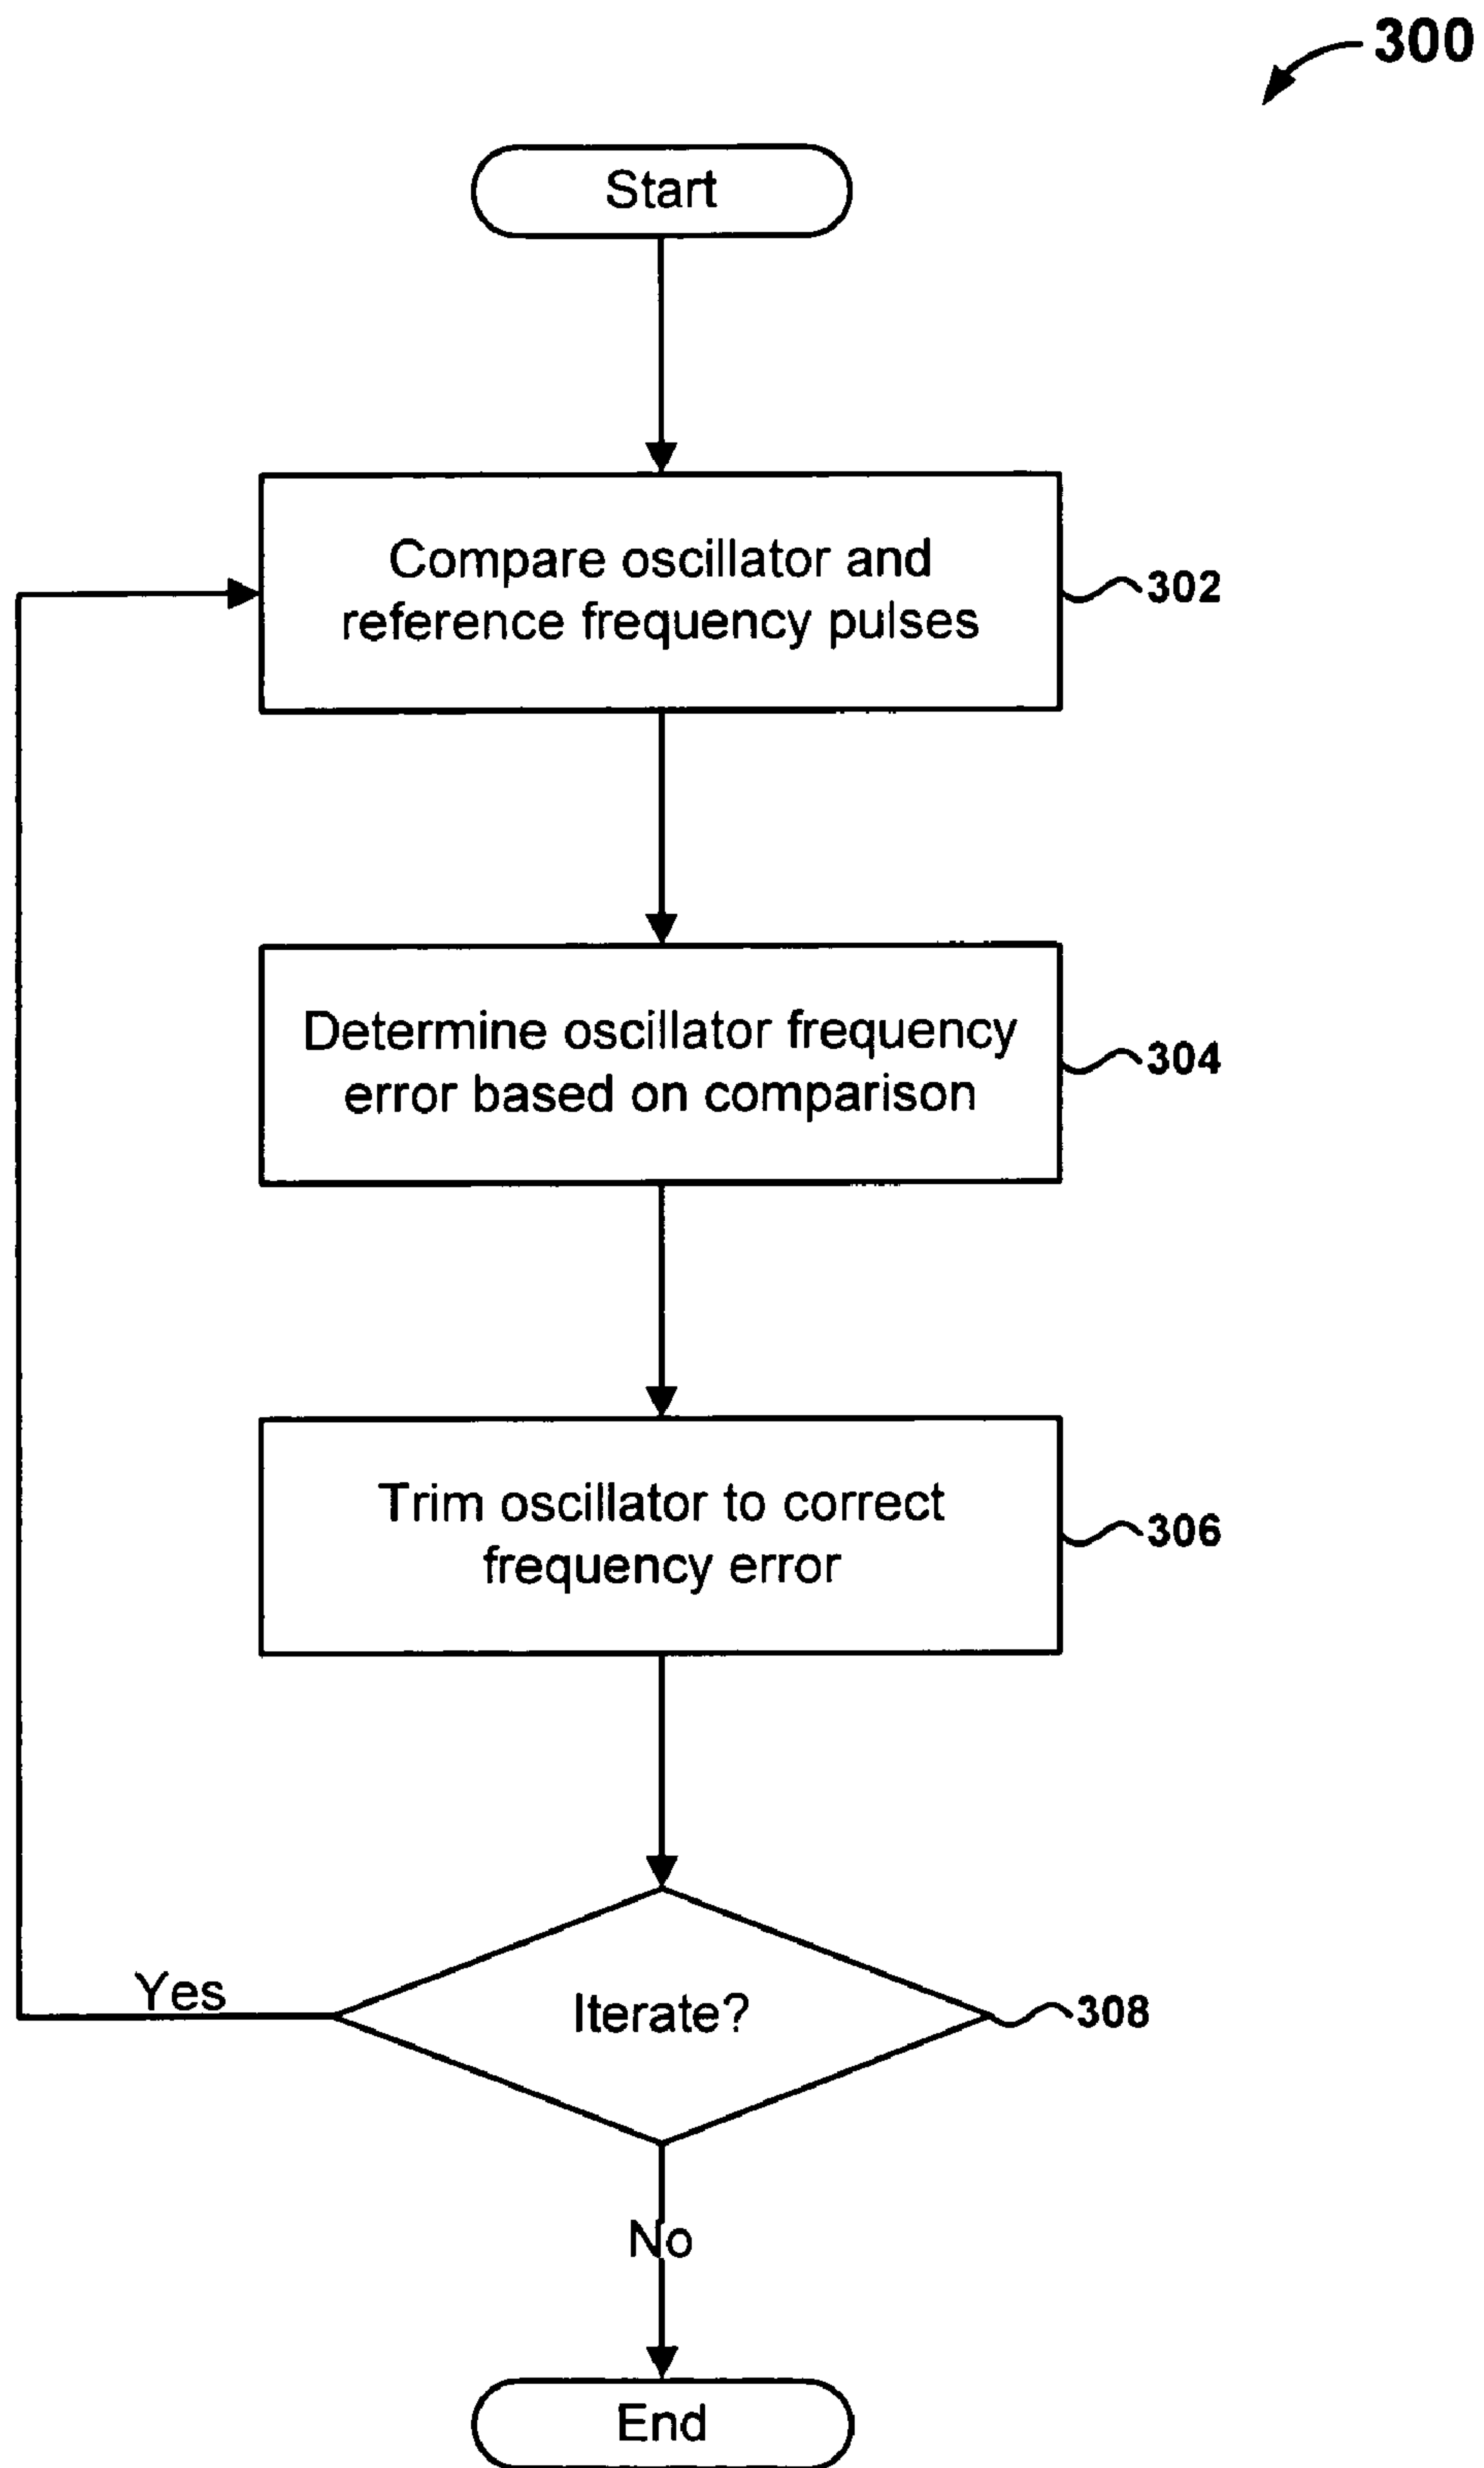 300
Start
Compare oscillator and
reference frequency pulses
302
Determine oscillator frequency
error based on comparison
304
Trim oscillator to correct
frequency error
306
Yes
Iterate?
308
No
End